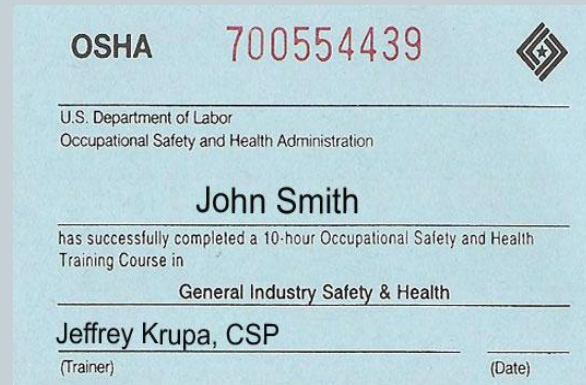 OSHA 700554439
U.S. Department of Labor
Occupational Safety and Health Administration
John Smith
has successfully completed a 10-hour Occupational Safety and Health
Training Course in
General Industry Safety & Health
Jeffrey Krupa, CSP
(Trainer) (Date)